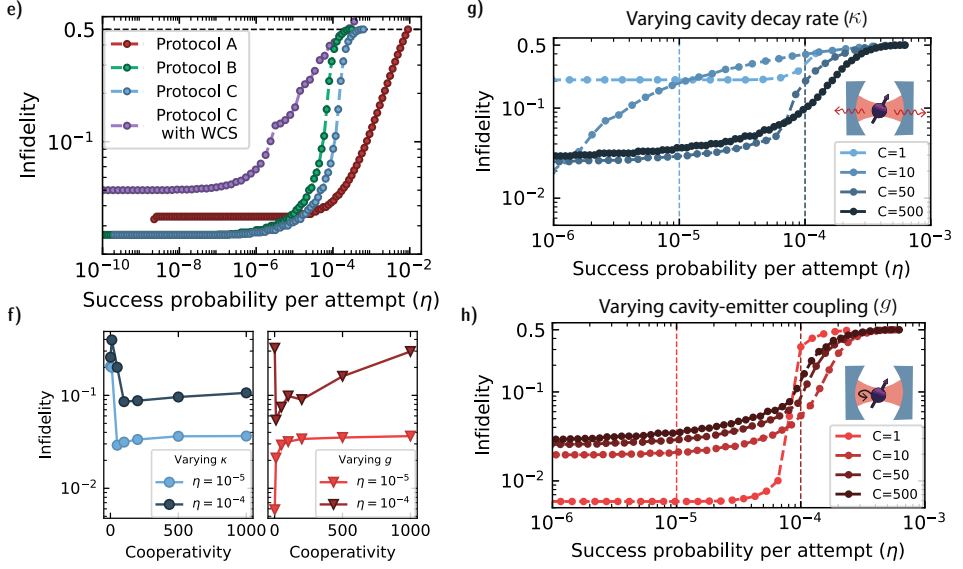 e)
0.5
10⁻¹
Infidelity
Protocol A
Protocol B
Protocol C
Protocol C
with WCS
10⁻¹⁰ 10⁻⁸ 10⁻⁶ 10⁻⁴ 10⁻²
Success probability per attempt (η)
f)
10⁰
10⁻¹
10⁻²
Infidelity
Varying κ
η = 10⁻⁵
η = 10⁻⁴
0 500 1000
Cooperativity
Varying g
η = 10⁻⁵
η = 10⁻⁴
0 500 1000
Cooperativity
g)
Varying cavity decay rate (κ)
0.5
10⁻¹
10⁻²
Infidelity
C=1
C=10
C=50
C=500
10⁻⁶ 10⁻⁵ 10⁻⁴ 10⁻³
Success probability per attempt (η)
h)
Varying cavity-emitter coupling (g)
0.5
10⁻¹
10⁻²
Infidelity
C=1
C=10
C=50
C=500
10⁻⁶ 10⁻⁵ 10⁻⁴ 10⁻³
Success probability per attempt (η)